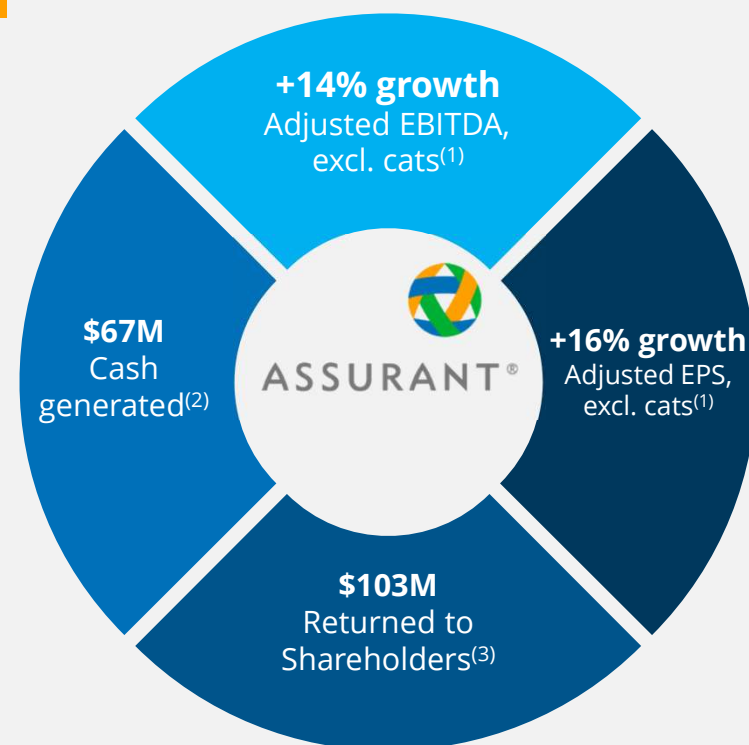 +14% growth
Adjusted EBITDA,
excl. cats(1)
$67M
Cash
generated(2)
ASSURANT®
+16% growth
Adjusted EPS,
excl. cats(1)
$103M
Returned to
Shareholders(3)